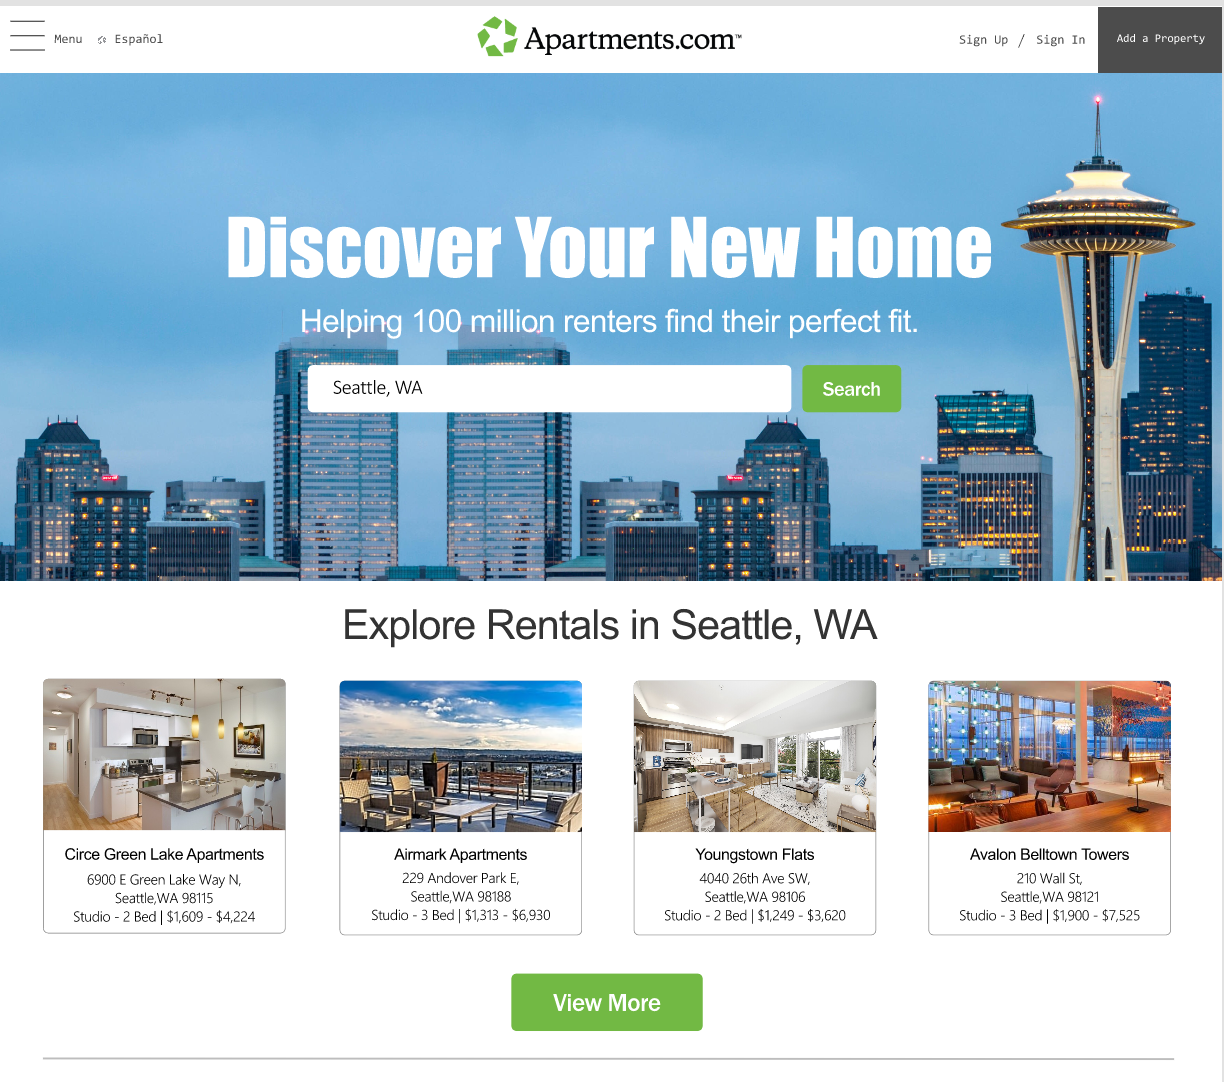 Menu Español
Apartments.com™
Sign Up / Sign In
Add a Property
Discover Your New Home
Helping 100 million renters find their perfect fit.
Seattle, WA
Search
Explore Rentals in Seattle, WA
Circe Green Lake Apartments
6900 E Green Lake Way N,
Seattle,WA 98115
Studio - 2 Bed | $1,609 - $4,224
Airmark Apartments
229 Andover Park E,
Seattle,WA 98188
Studio - 3 Bed | $1,313 - $6,930
Youngstown Flats
4040 26th Ave SW,
Seattle,WA 98106
Studio - 2 Bed | $1,249 - $3,620
Avalon Belltown Towers
210 Wall St,
Seattle,WA 98121
Studio - 3 Bed | $1,900 - $7,525
View More